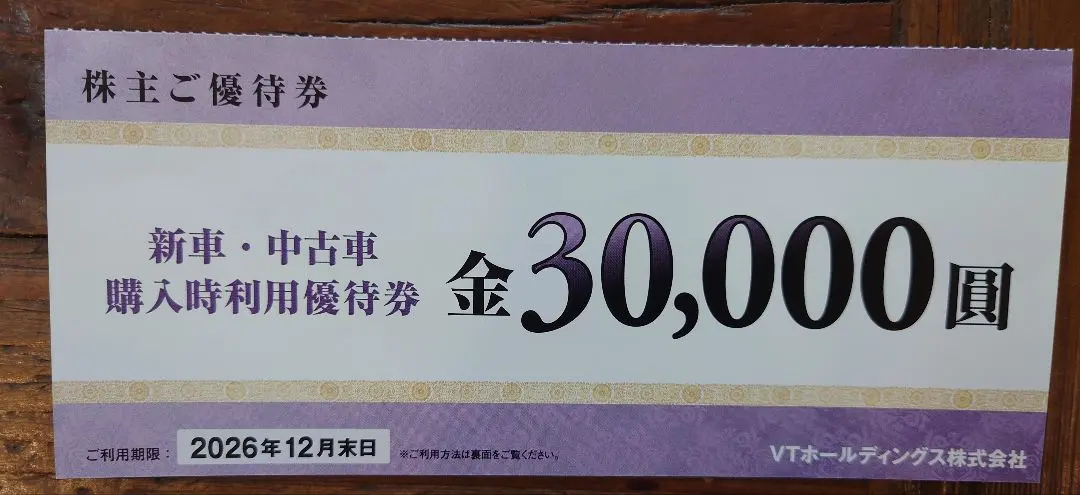 株主ご優待券
新車・中古車
購入時利用優待券
金30,000圓
ご利用期限： 2026年12月末日 ※ご利用方法は裏面をご覧ください。
VTホールディングス株式会社